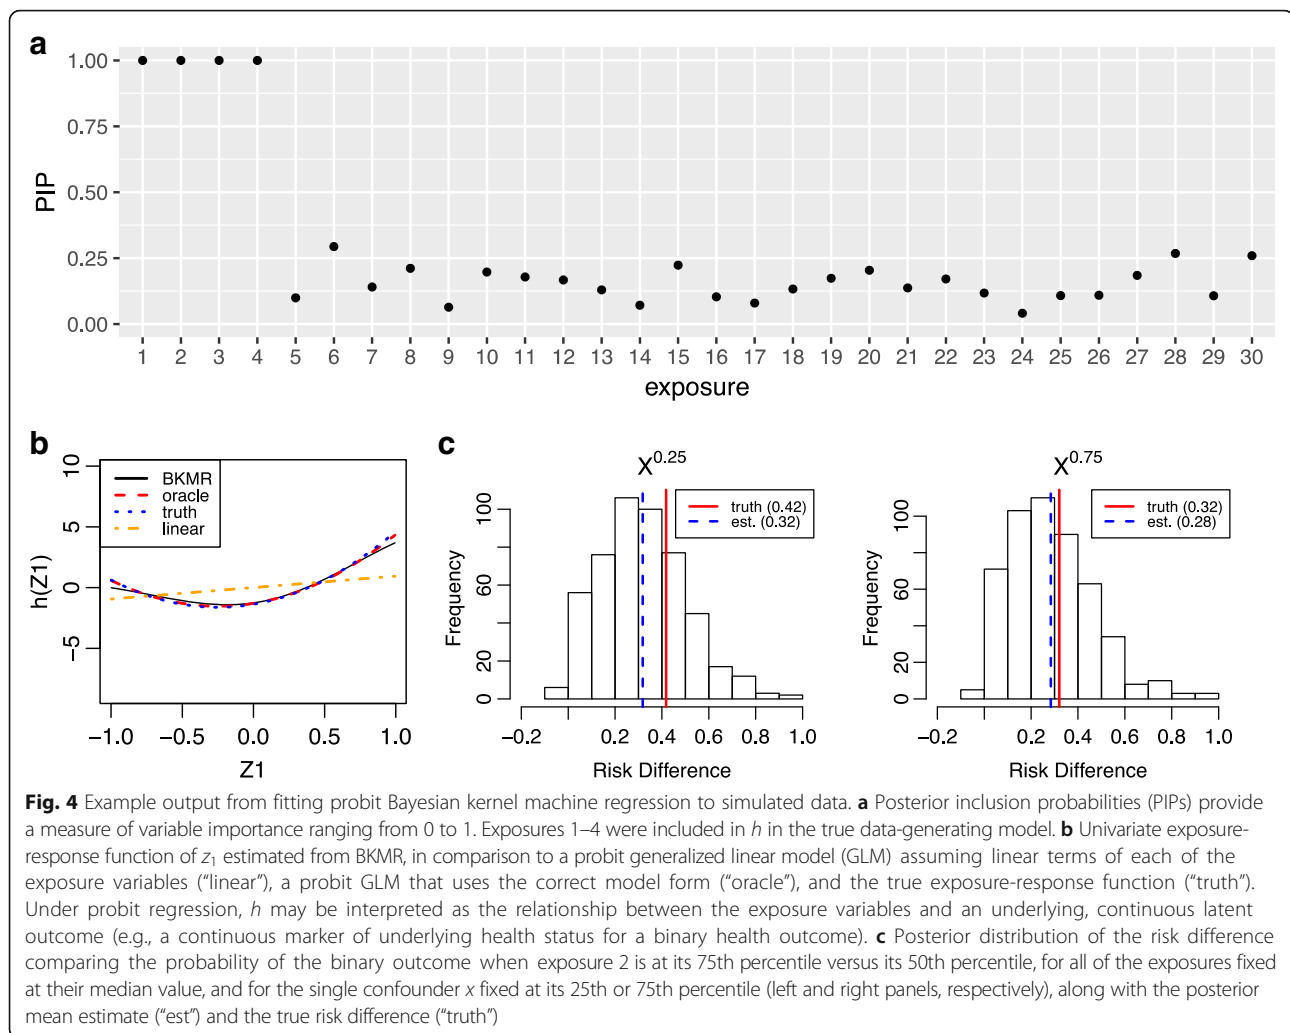 a
1.00
0.75
0.50
0.25
0.00
PIP
1 2 3 4 5 6 7 8 9 10 11 12 13 14 15 16 17 18 19 20 21 22 23 24 25 26 27 28 29 30
exposure
b
10
5
0
−5
h(Z1)
BKMR
oracle
truth
linear
−1.0 −0.5 0.0 0.5 1.0
Z1
c
X^0.25
truth (0.42)
est. (0.32)
100
60
20
0
Frequency
−0.2 0.2 0.4 0.6 0.8 1.0
Risk Difference
X^0.75
truth (0.32)
est. (0.28)
100
60
20
0
Frequency
−0.2 0.2 0.4 0.6 0.8 1.0
Risk Difference
Fig. 4 Example output from fitting probit Bayesian kernel machine regression to simulated data. a Posterior inclusion probabilities (PIPs) provide
a measure of variable importance ranging from 0 to 1. Exposures 1–4 were included in h in the true data-generating model. b Univariate exposure-
response function of z1 estimated from BKMR, in comparison to a probit generalized linear model (GLM) assuming linear terms of each of the
exposure variables (“linear”), a probit GLM that uses the correct model form (“oracle”), and the true exposure-response function (“truth”).
Under probit regression, h may be interpreted as the relationship between the exposure variables and an underlying, continuous latent
outcome (e.g., a continuous marker of underlying health status for a binary health outcome). c Posterior distribution of the risk difference
comparing the probability of the binary outcome when exposure 2 is at its 75th percentile versus its 50th percentile, for all of the exposures fixed
at their median value, and for the single confounder x fixed at its 25th or 75th percentile (left and right panels, respectively), along with the posterior
mean estimate (“est”) and the true risk difference (“truth”)